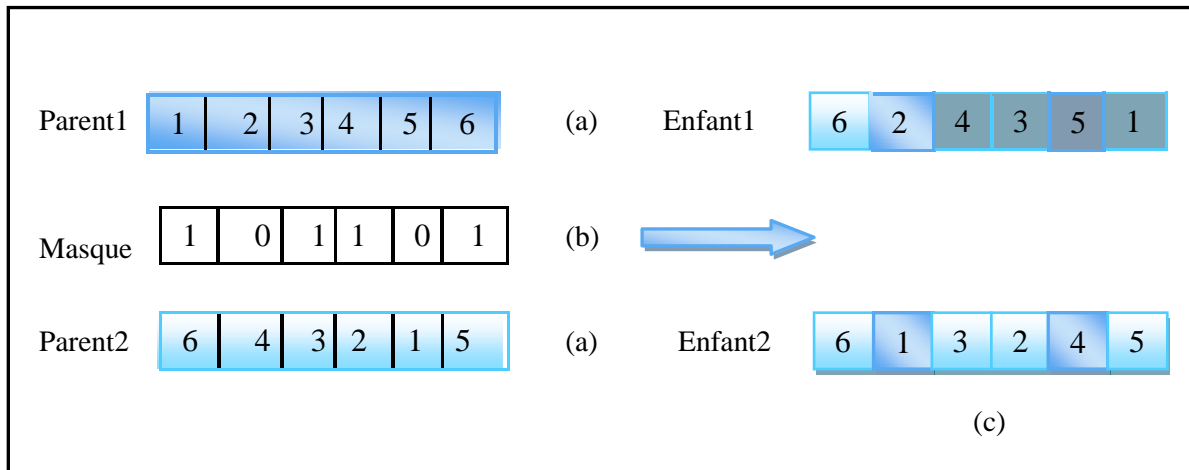 Parent1 1 2 3 4 5 6 (a) Enfant1 6 2 4 3 5 1
Masque 1 0 1 1 0 1 (b)
Parent2 6 4 3 2 1 5 (a) Enfant2 6 1 3 2 4 5
(c)